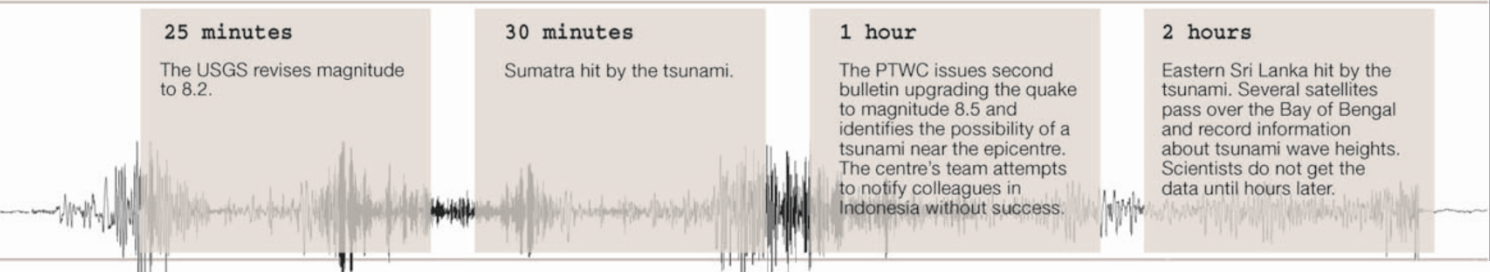 25 minutes
The USGS revises magnitude
to 8.2.
30 minutes
Sumatra hit by the tsunami.
1 hour
The PTWC issues second
bulletin upgrading the quake
to magnitude 8.5 and
identifies the possibility of a
tsunami near the epicentre.
The centre's team attempts
to notify colleagues in
Indonesia without success.
2 hours
Eastern Sri Lanka hit by the
tsunami. Several satellites
pass over the Bay of Bengal
and record information
about tsunami wave heights.
Scientists do not get the
data until hours later.